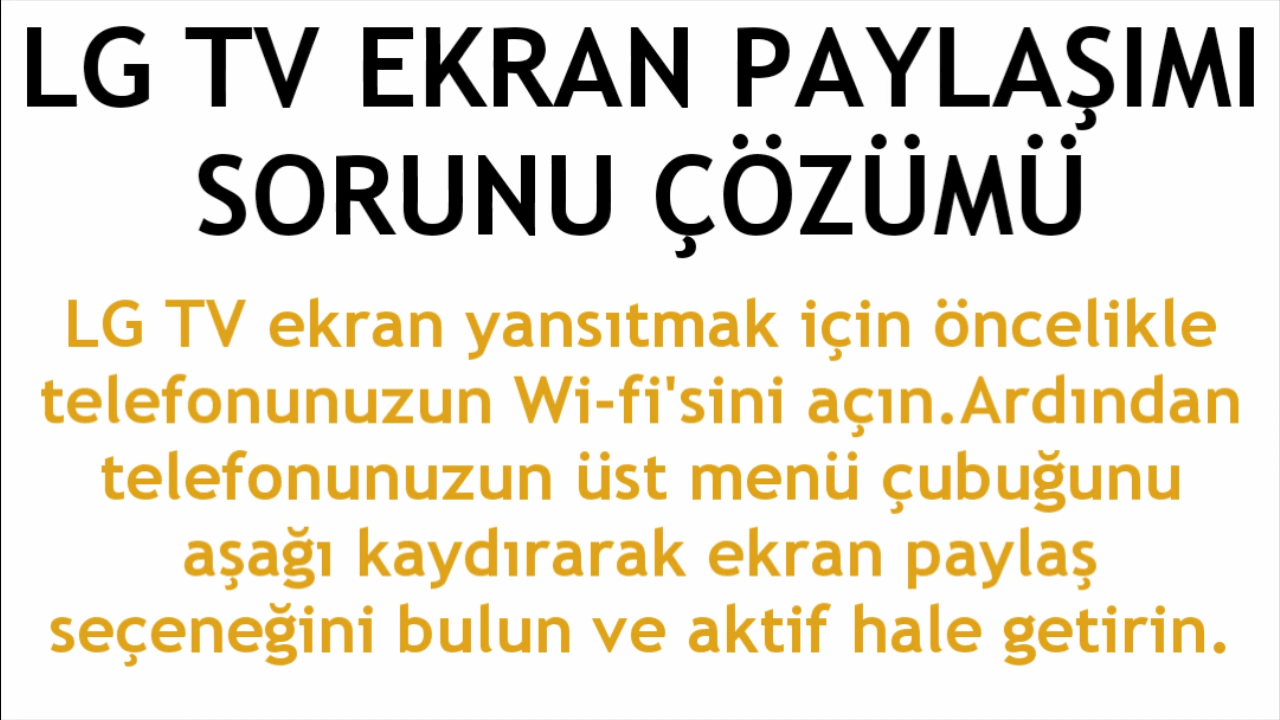 LG TV EKRAN PAYLAŞIMI
SORUNU ÇÖZÜMÜ
LG TV ekran yansıtmak için öncelikle
telefonunuzun Wi-fi'sini açın.Ardından
telefonunuzun üst menü çubuğunu
aşağı kaydırarak ekran paylaş
seçeneğini bulun ve aktif hale getirin.